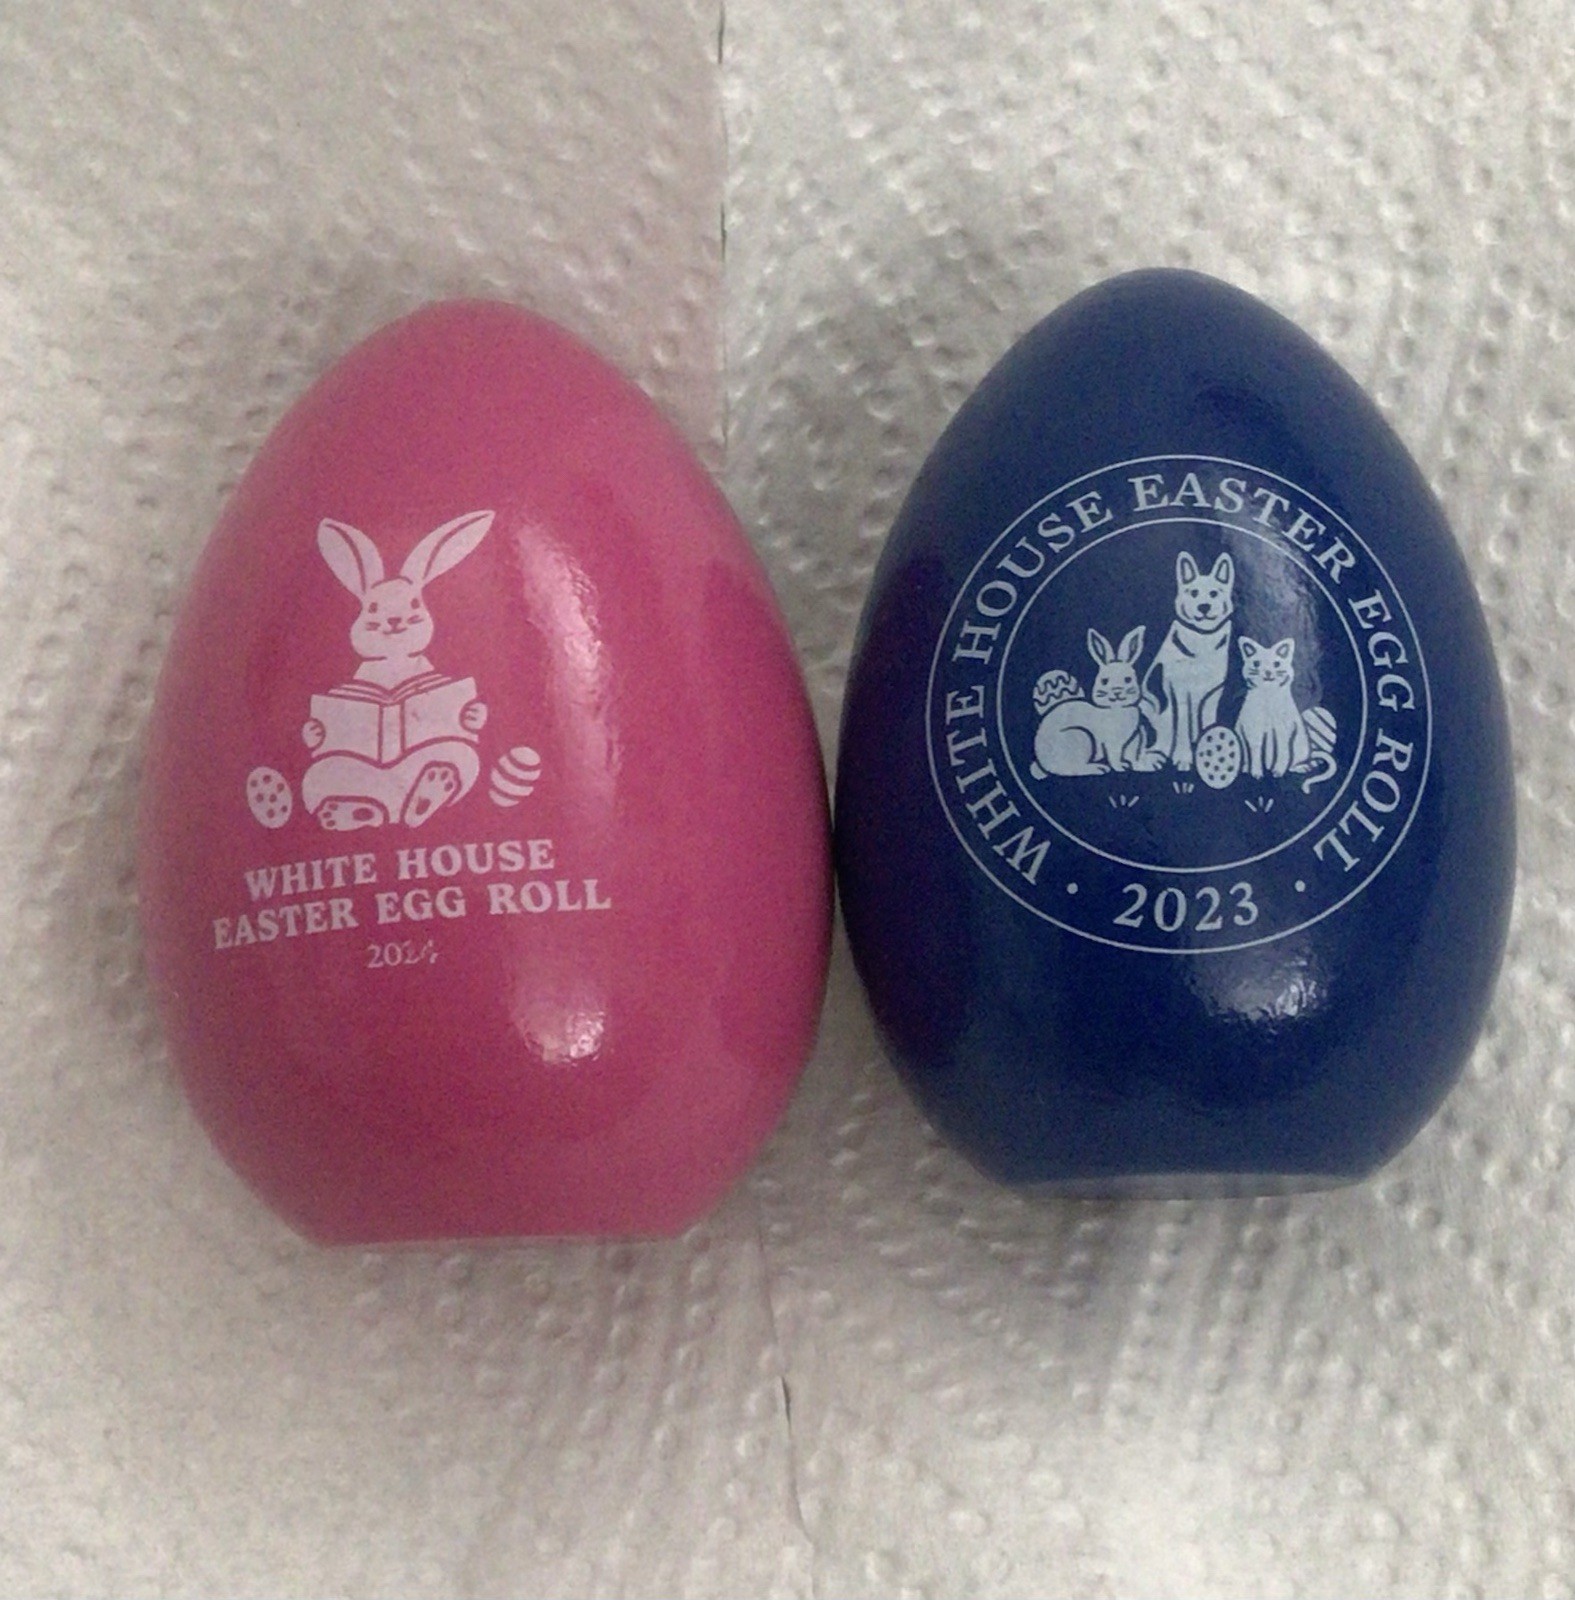 WHITE HOUSE
EASTER EGG ROLL
2024
WHITE HOUSE EASTER EGG ROLL
· 2023 ·